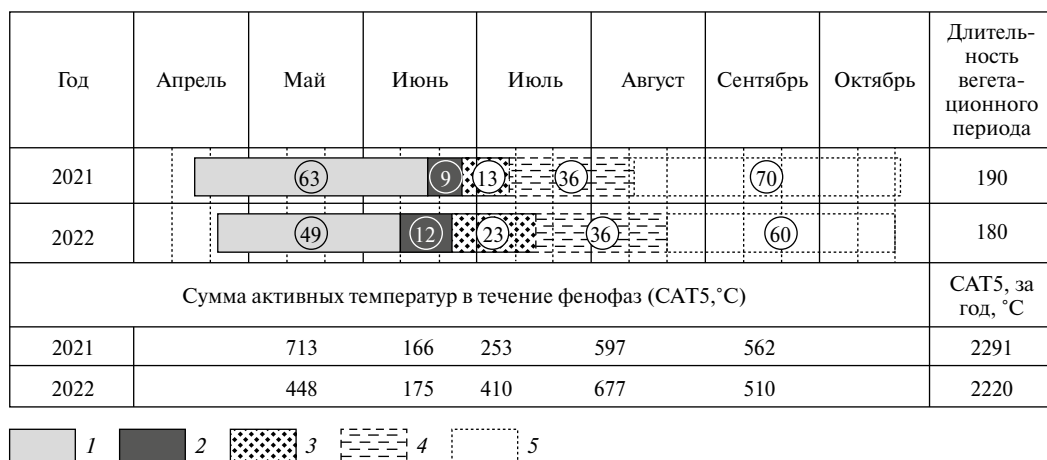 Год Апрель Май Июнь Июль Август Сентябрь Октябрь Длитель-
ность
вегета-
ционного
периода
2021 63 9 13 36 70 190
2022 49 12 23 36 60 180
Сумма активных температур в течение фенофаз (САТ5,˚C) САТ5, за
год, ˚C
2021 713 166 253 597 562 2291
2022 448 175 410 677 510 2220
1 2 3 4 5